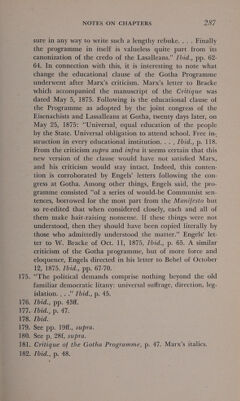 NOTES ON CHAPTERS 237
sure in any way to write such a lengthy rebuke. . . . Finally
the programme in itself is valueless quite part from its
canonization of the credo of the Lasalleans." Ibid., pp. 62-
64. In connection with this, it is interesting to note what
change the educational clause of the Gotha Programme
underwent after Marx's criticism. Marx's letter to Bracke
which accompanied the manuscript of the Critique was
dated May 5, 1875. Following is the educational clause of
the Programme as adopted by the joint congress of the
Eisenachists and Lassalleans at Gotha, twenty days later, on
May 25, 1875: "Universal, equal education of the people
by the State. Universal obligation to attend school. Free in-
struction in every educational institution. . . , Ibid., p. 118.
From the criticism supra and infra it seems certain that this
new version of the clause would not have satisfied Marx,
and his criticism would stay intact. Indeed, this conten-
tion is corroborated by Engels' letters following the con-
gress at Gotha. Among other things, Engels said, the pro-
gramme consisted "of a series of would-be Communist sen-
tences, borrowed for the most part from the Manifesto but
so re-edited that when considered closely, each and all of
them make hair-raising nonsense. If these things were not
understood, then they should have been copied literally by
those who admittedly understood the matter." Engels' let-
ter to W. Bracke of Oct. 11, 1875, Ibid., p. 65. A similar
criticism of the Gotha programme, but of more force and
eloquence, Engels directed in his letter to Bebel of October
12, 1875. Ibid., pp. 67-70.
175. "The political demands comprise nothing beyond the old
familiar democratic litany: universal suffrage, direction, leg-
islation. . . ." Ibid., p. 45.
176. Ibid., pp. 43ff.
177. Ibid., p. 47.
178. Ibid.
179. See pp. 19ff., supra.
180. See p. 28f, supra.
181. Critique of the Gotha Programme, p. 47. Marx's italics.
182. Ibid., p. 48.